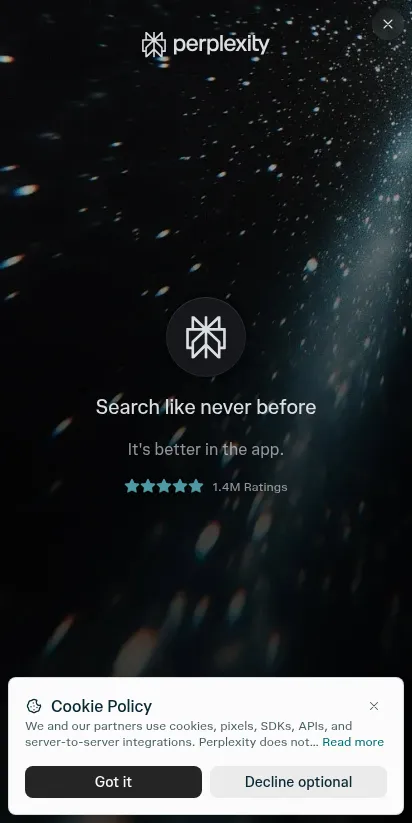 perplexity
Search like never before
It's better in the app.
1.4M Ratings
Cookie Policy
We and our partners use cookies, pixels, SDKs, APIs, and
server-to-server integrations. Perplexity does not... Read more
Got it
Decline optional